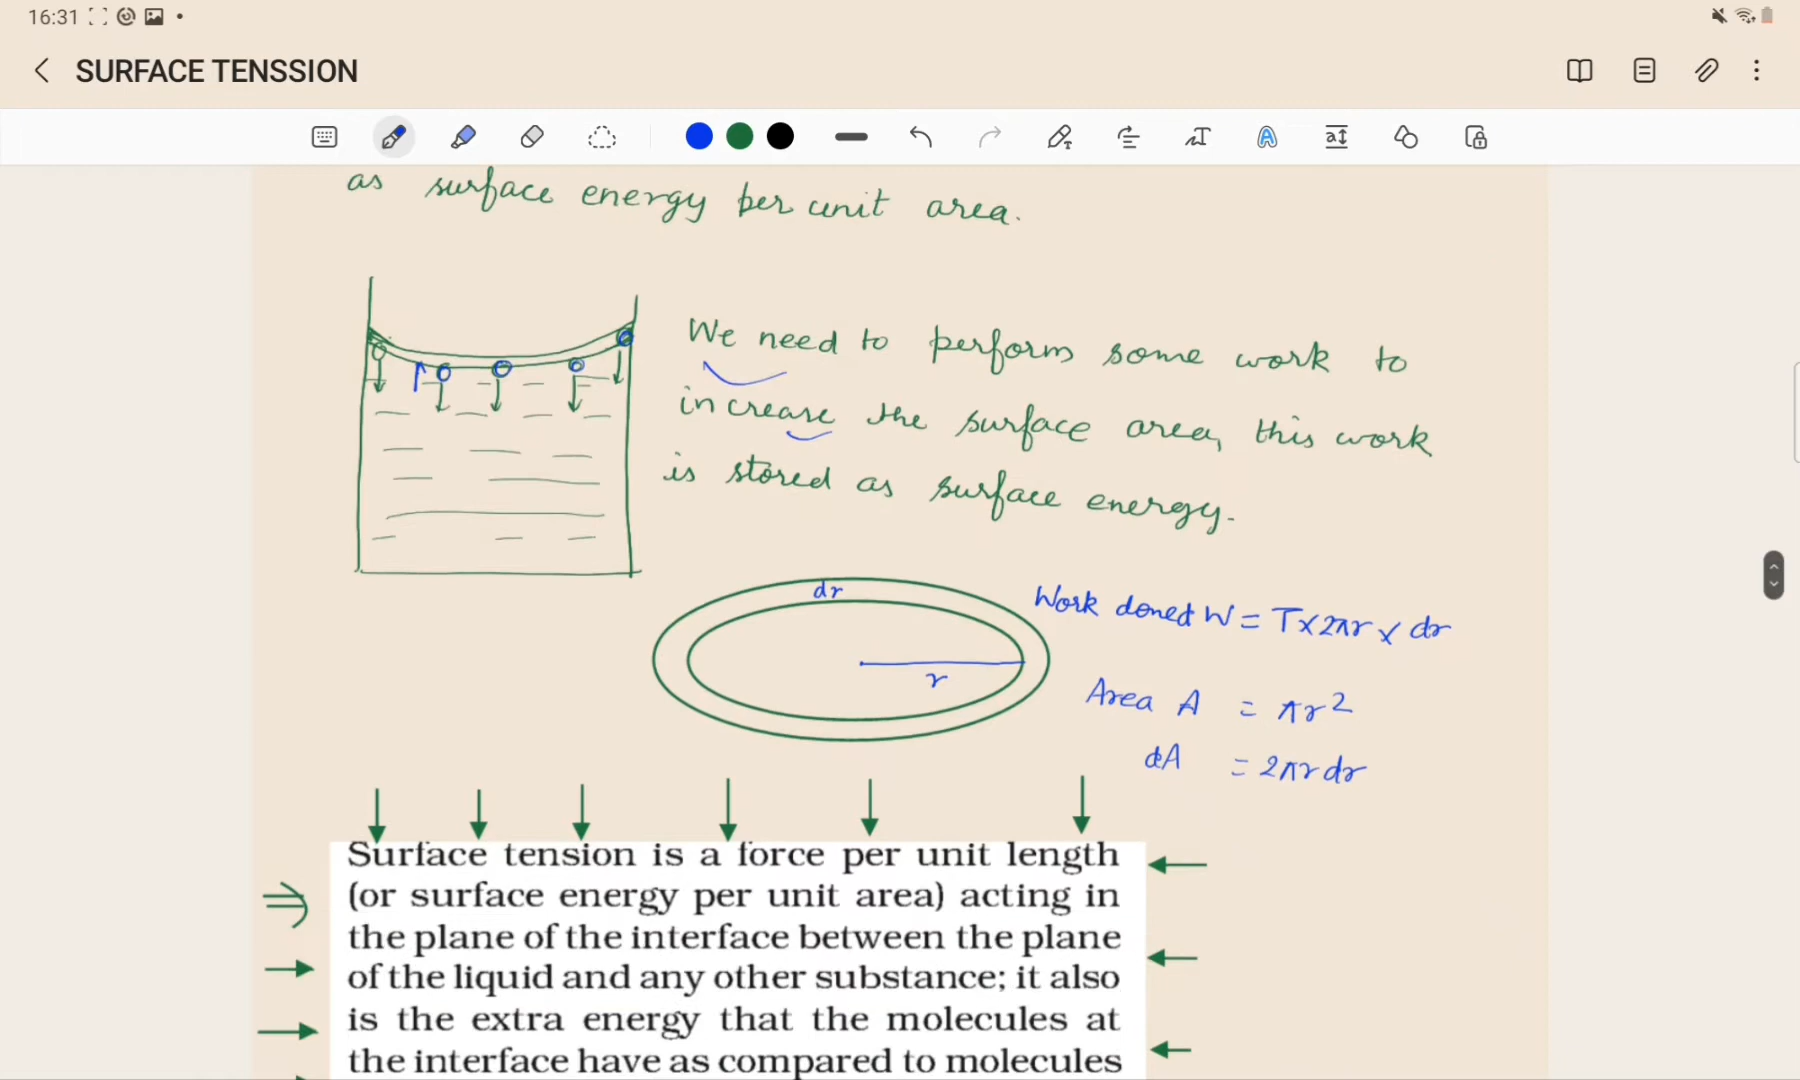 16:31
SURFACE TENSSION
as surface energy per unit area.
We need to perform some work to
increase the surface area, this work
is stored as surface energy.
dr
r
Work doned W = T×2πr × dr
Area A = πr²
dA = 2πr dr
Surface tension is a force per unit length
(or surface energy per unit area) acting in
the plane of the interface between the plane
of the liquid and any other substance; it also
is the extra energy that the molecules at
the interface have as compared to molecules